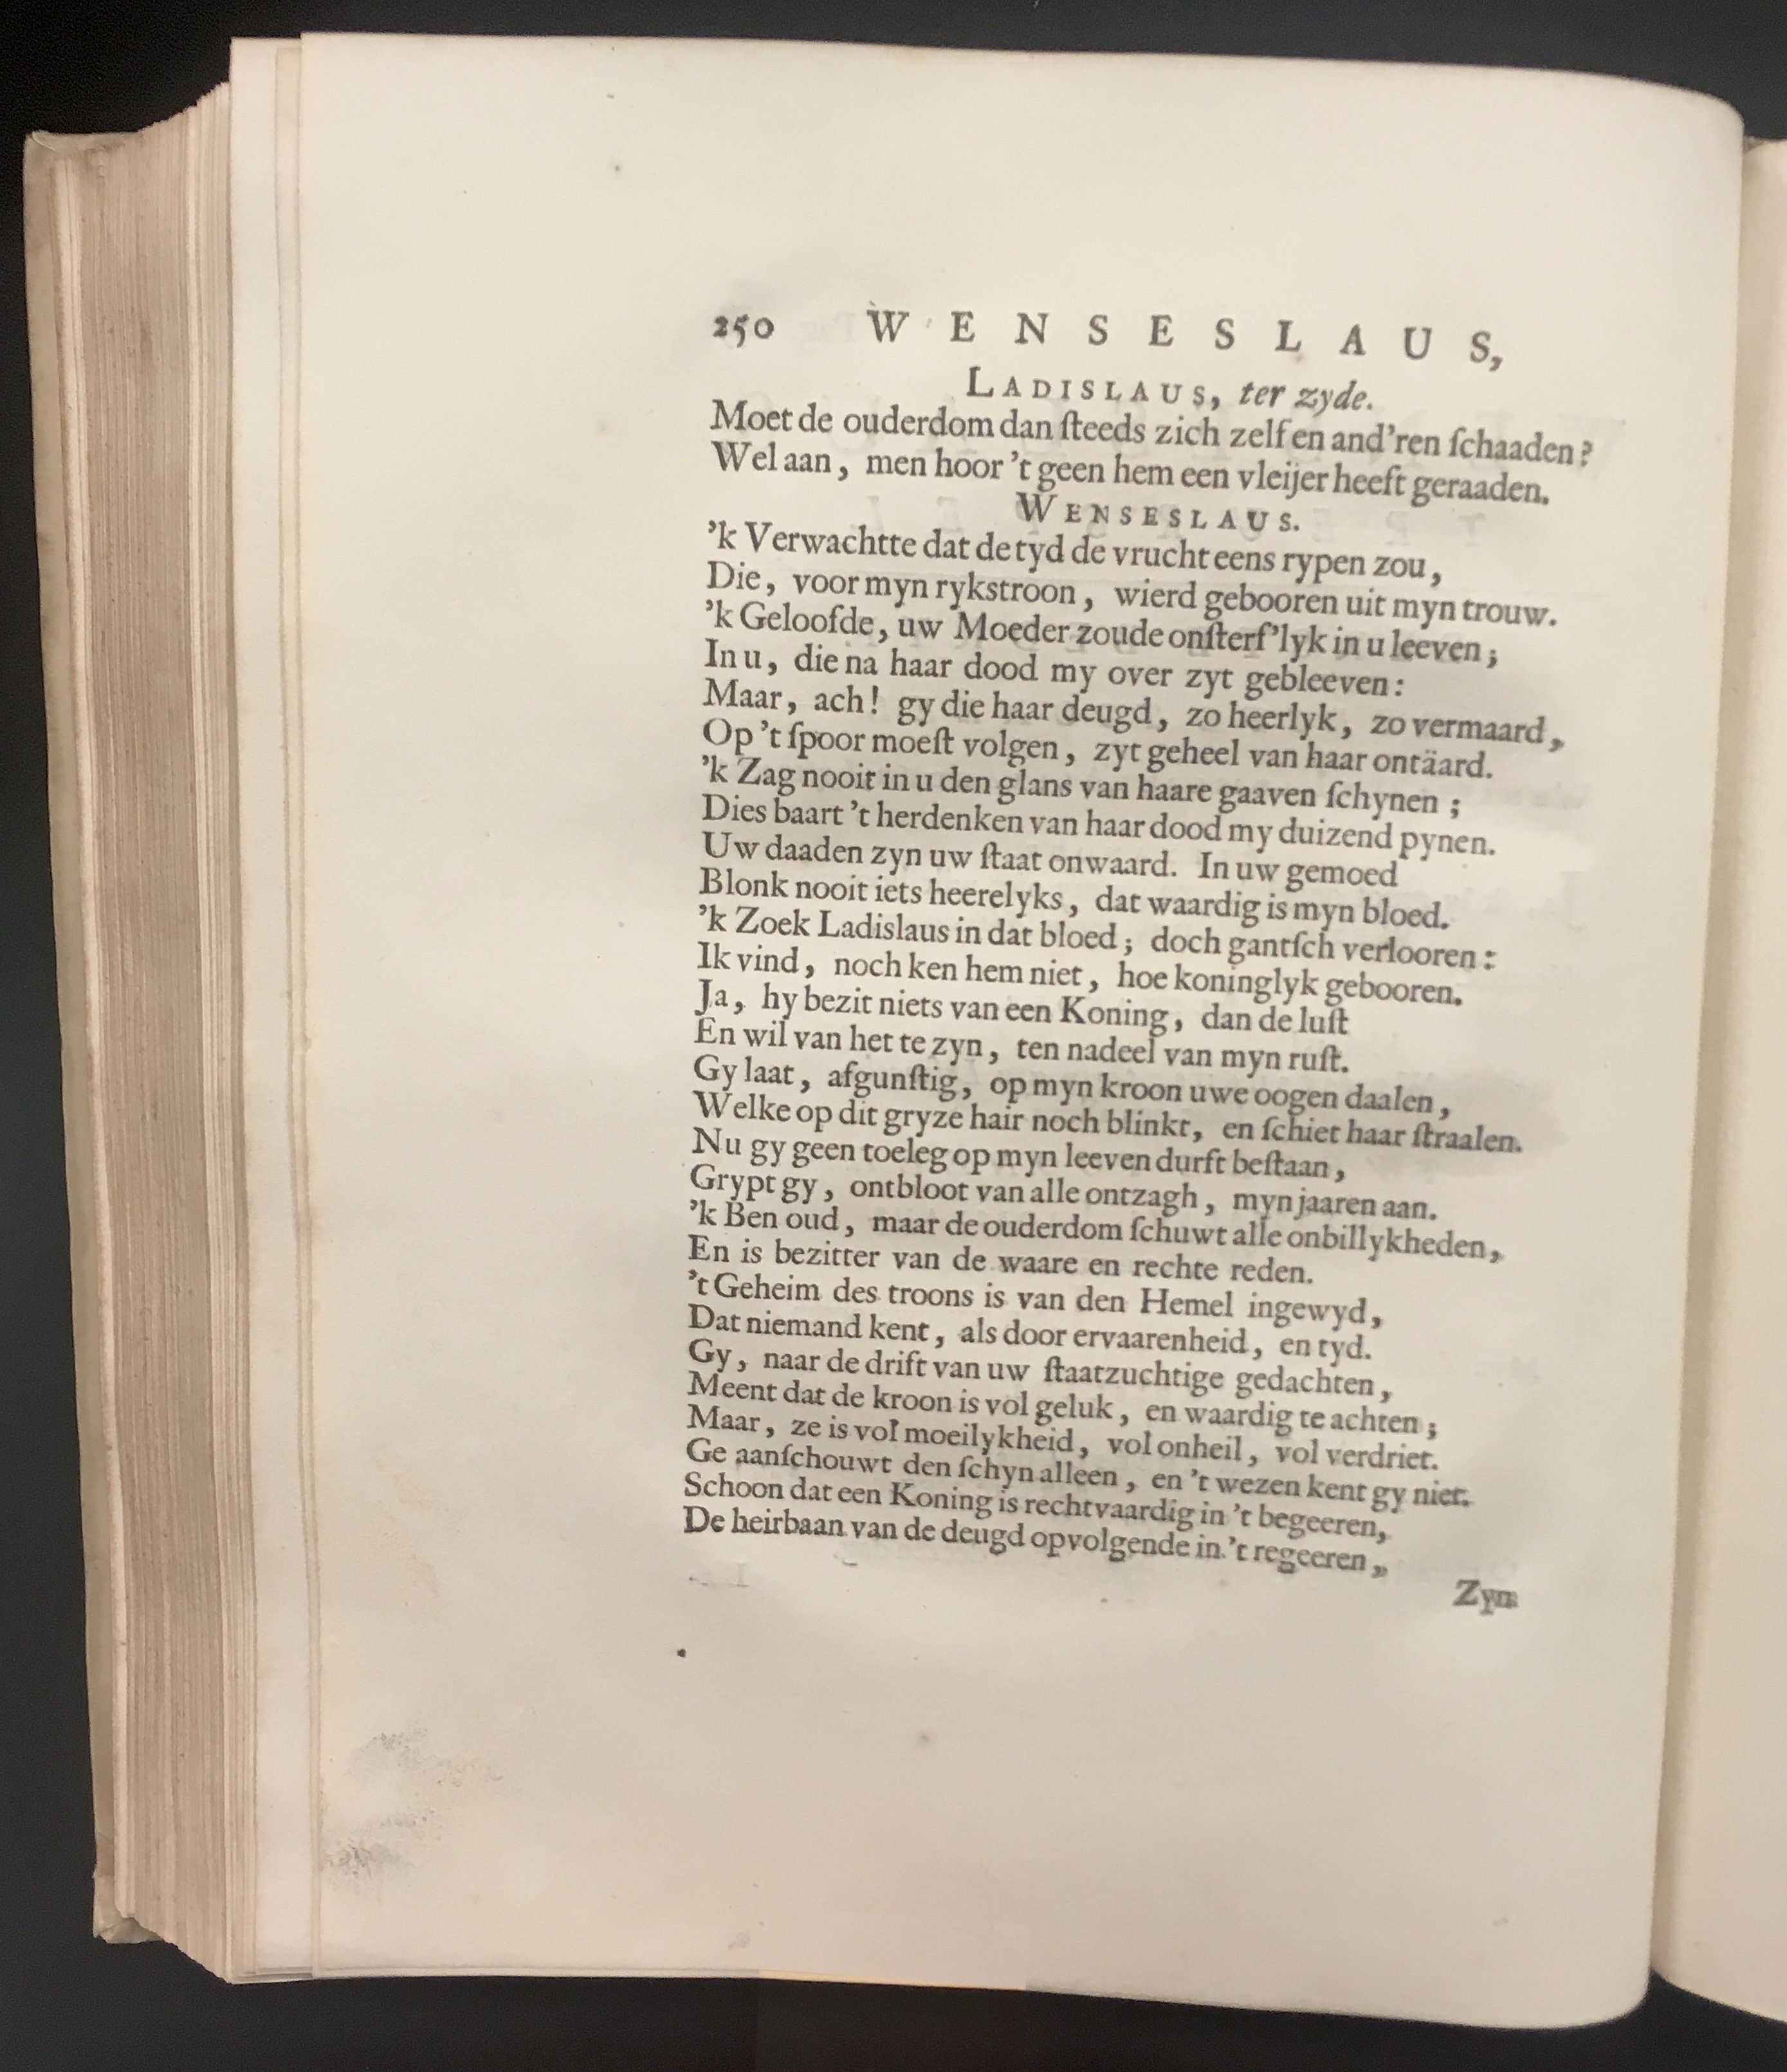 250 WENSESLAUS,
LADISLAUS, ter zyde.
Moet de ouderdom dan ſteeds zich zelf en and'ren ſchaaden?
Wel aan, men hoor 't geen hem een vleijer heeft geraaden.
WENSESLAUS.
'k Verwachtte dat de tyd de vrucht eens rypen zou,
Die, voor myn rykstroon, wierd gebooren uit myn trouw.
'k Geloofde, uw Moeder zoude onſterf'lyk in u leeven;
In u, die na haar dood my over zyt gebleeven:
Maar, ach! gy die haar deugd, zo heerlyk, zo vermaard,
Op 't ſpoor moeſt volgen, zyt geheel van haar ontäard.
'k Zag nooit in u den glans van haare gaaven ſchynen;
Dies baart 't herdenken van haar dood my duizend pynen.
Uw daaden zyn uw ſtaat onwaard. In uw gemoed
Blonk nooit iets heerelyks, dat waardig is myn bloed.
'k Zoek Ladislaus in dat bloed; doch gantſch verlooren:
Ik vind, noch ken hem niet, hoe koninglyk gebooren.
Ja, hy bezit niets van een Koning, dan de luſt
En wil van het te zyn, ten nadeel van myn ruſt.
Gy laat, afgunſtig, op myn kroon uwe oogen daalen,
Welke op dit gryze hair noch blinkt, en ſchiet haar ſtraalen.
Nu gy geen toeleg op myn leeven durft beſtaan,
Grypt gy, ontbloot van alle ontzagh, myn jaaren aan.
'k Ben oud, maar de ouderdom ſchuwt alle onbillykheden,
En is bezitter van de waare en rechte reden.
't Geheim des troons is van den Hemel ingewyd,
Dat niemand kent, als door ervaarenheid, en tyd.
Gy, naar de drift van uw ſtaatzuchtige gedachten,
Meent dat de kroon is vol geluk, en waardig te achten;
Maar, ze is vol moeilykheid, vol onheil, vol verdriet.
Ge aanſchouwt den ſchyn alleen, en 't wezen kent gy niet.
Schoon dat een Koning is rechtvaardig in 't begeeren,
De heirbaan van de deugd opvolgende in 't regeeren,
Zyn